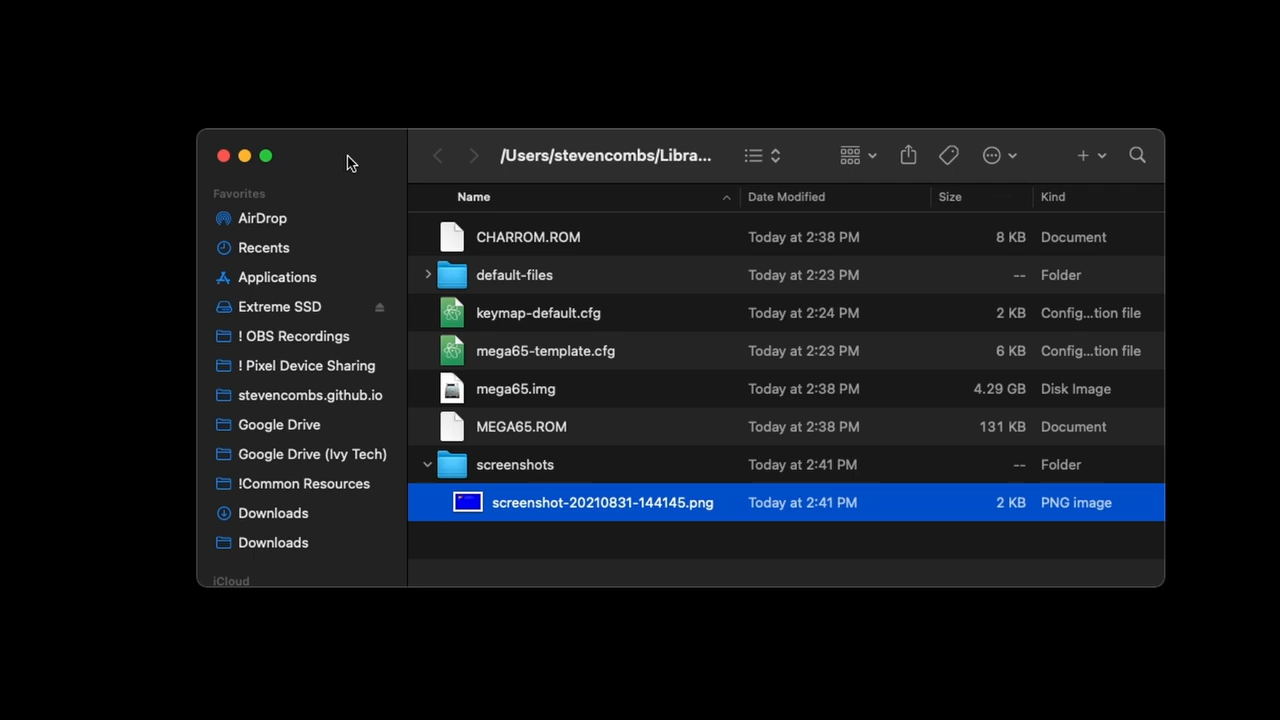 /Users/stevencombs/Libra...
Favorites
AirDrop
Recents
Applications
Extreme SSD
! OBS Recordings
! Pixel Device Sharing
stevencombs.github.io
Google Drive
Google Drive (Ivy Tech)
!Common Resources
Downloads
Downloads
iCloud
Name Date Modified Size Kind
CHARROM.ROM Today at 2:38 PM 8 KB Document
default-files Today at 2:23 PM -- Folder
keymap-default.cfg Today at 2:24 PM 2 KB Config...tion file
mega65-template.cfg Today at 2:23 PM 6 KB Config...tion file
mega65.img Today at 2:38 PM 4.29 GB Disk Image
MEGA65.ROM Today at 2:38 PM 131 KB Document
screenshots Today at 2:41 PM -- Folder
screenshot-20210831-144145.png Today at 2:41 PM 2 KB PNG image